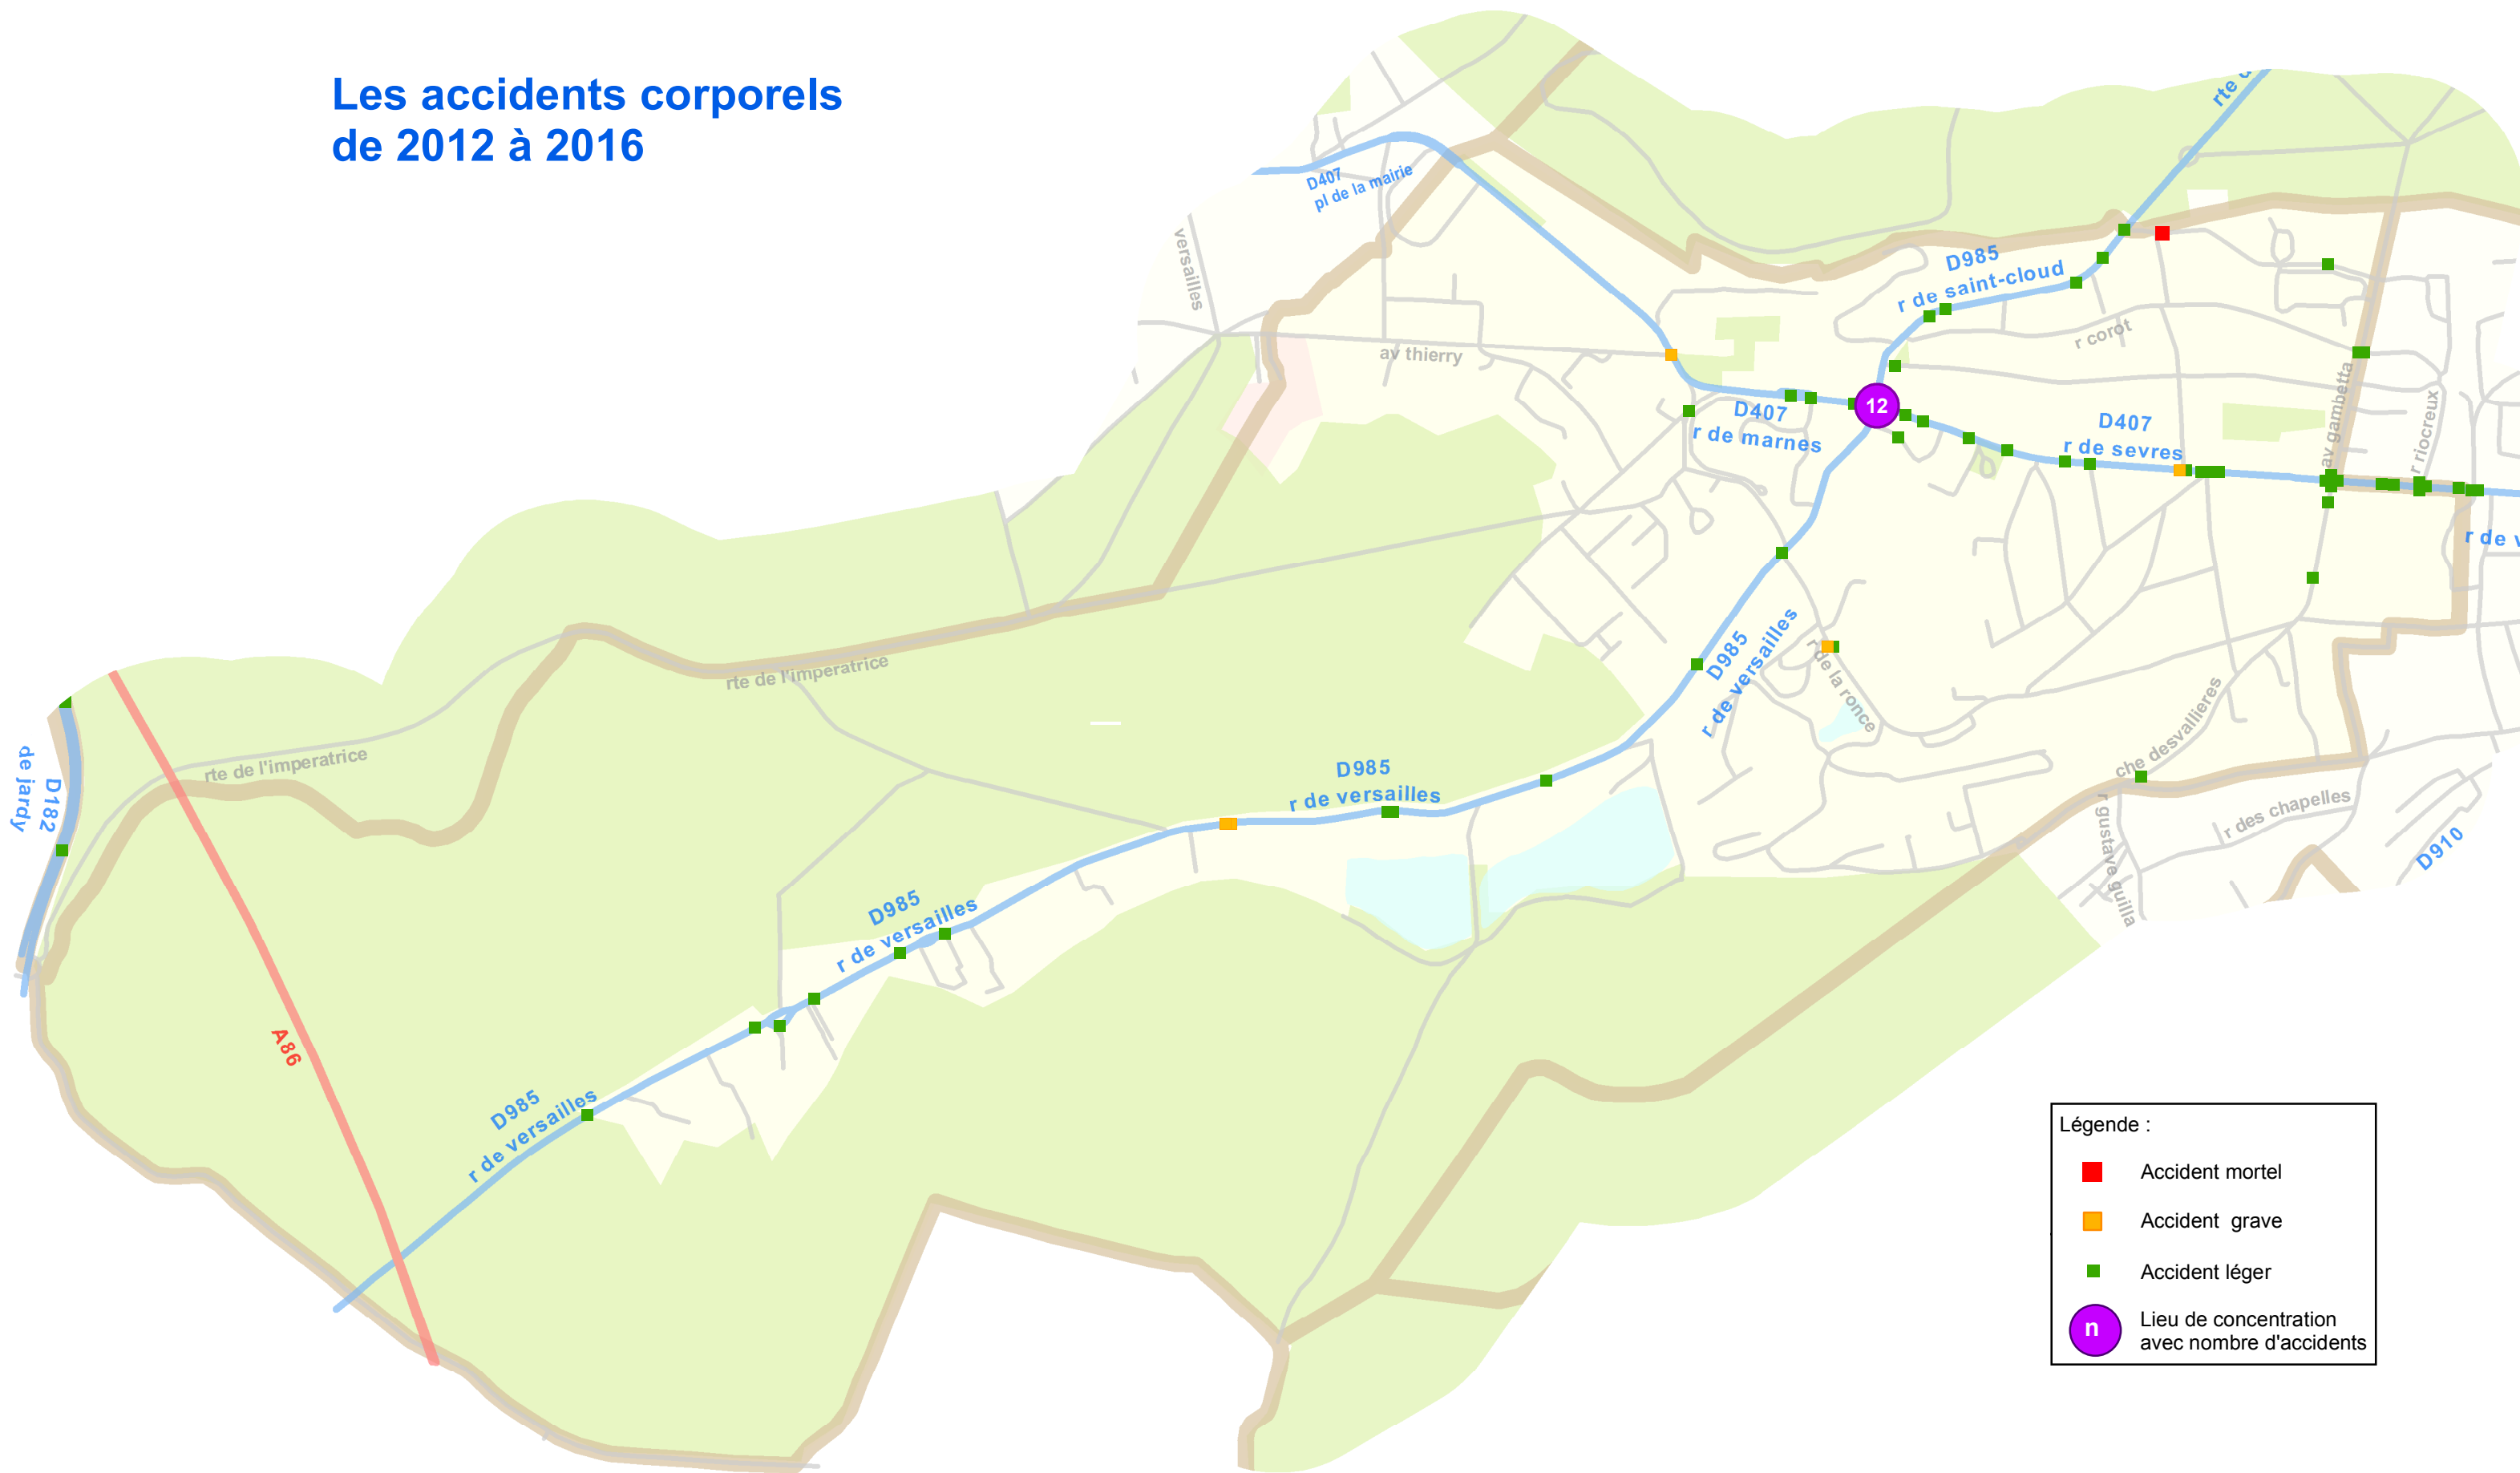 Les accidents corporels
de 2012 à 2016
D407
pl de la mairie
versailles
av thierry
D985
r de saint-cloud
r corot
12
D407
r de marnes
D407
r de sevres
av gambetta
r riocreux
D985
r de versailles
r de la ronce
rte de l'imperatrice
rte de l'imperatrice
D182
de jardy
che desvallieres
r gustave guilla
r des chapelles
D910
D985
r de versailles
D985
r de versailles
A86
D985
r de versailles
Légende :
Accident mortel
Accident grave
Accident léger
n
Lieu de concentration
avec nombre d'accidents